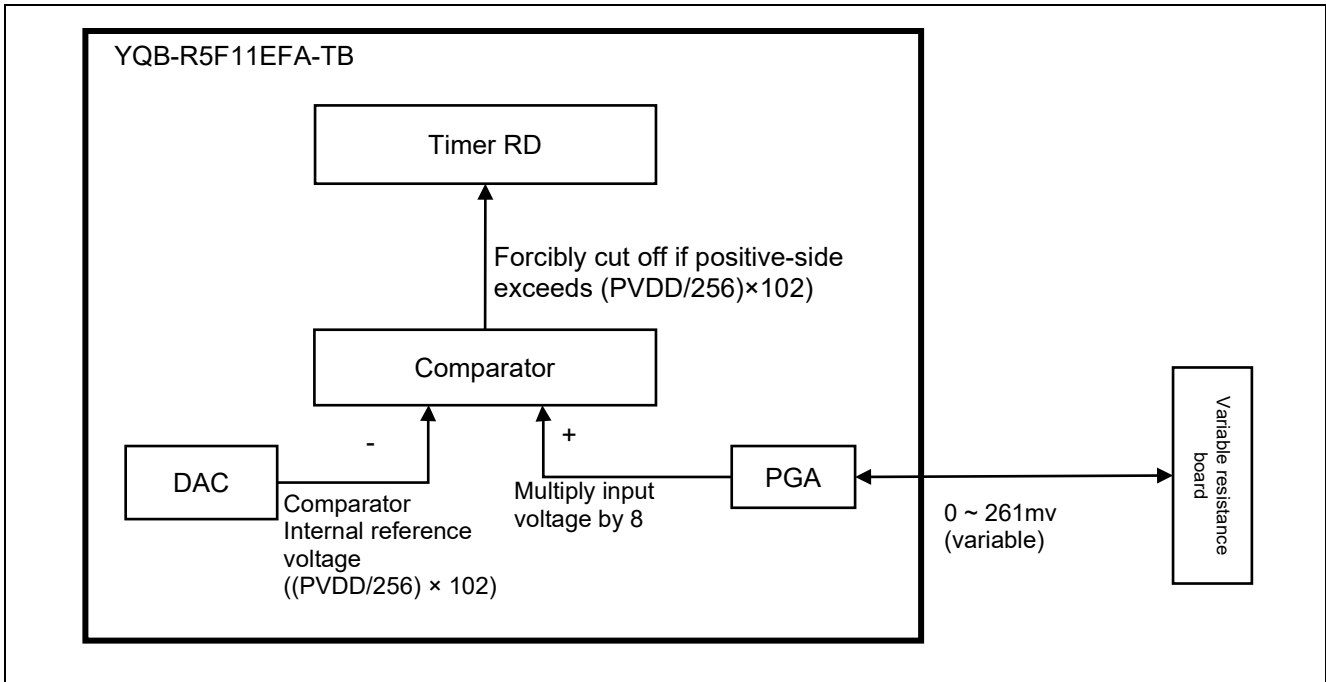 YQB-R5F11EFA-TB
Timer RD
Forcibly cut off if positive-side
exceeds (PVDD/256)×102)
Comparator
-
+
DAC
Comparator
Internal reference
voltage
((PVDD/256) × 102)
Multiply input
voltage by 8
PGA
0 ~ 261mv
(variable)
Variable resistance
board